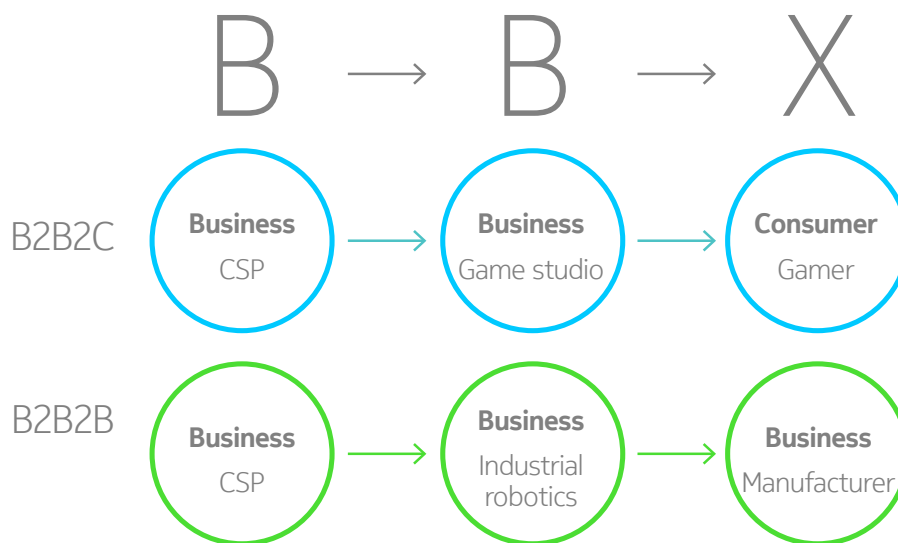 B B X
B2B2C
Business
CSP
Business
Game studio
Consumer
Gamer
B2B2B
Business
CSP
Business
Industrial
robotics
Business
Manufacturer